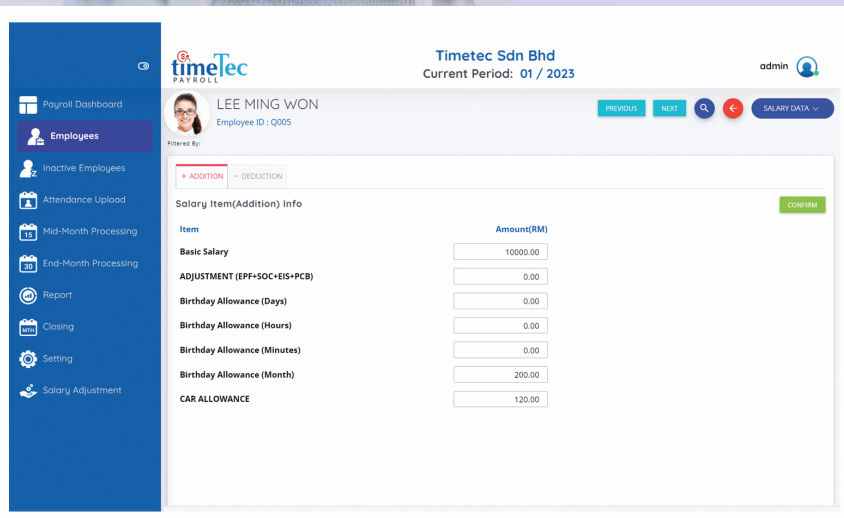 timeTec
PAYROLL
Timetec Sdn Bhd
Current Period: 01 / 2023
admin
Payroll Dashboard
Employees
Inactive Employees
Attendance Upload
15
Mid-Month Processing
30
End-Month Processing
Report
MTH
Closing
Setting
Salary Adjustment
LEE MING WON
Employee ID : Q005
Filtered By:
PREVIOUS
NEXT
SALARY DATA
+ ADDITION
− DEDUCTION
Salary Item(Addition) Info
CONFIRM
Item Amount(RM)
Basic Salary 10000.00
ADJUSTMENT (EPF+SOC+EIS+PCB) 0.00
Birthday Allowance (Days) 0.00
Birthday Allowance (Hours) 0.00
Birthday Allowance (Minutes) 0.00
Birthday Allowance (Month) 200.00
CAR ALLOWANCE 120.00